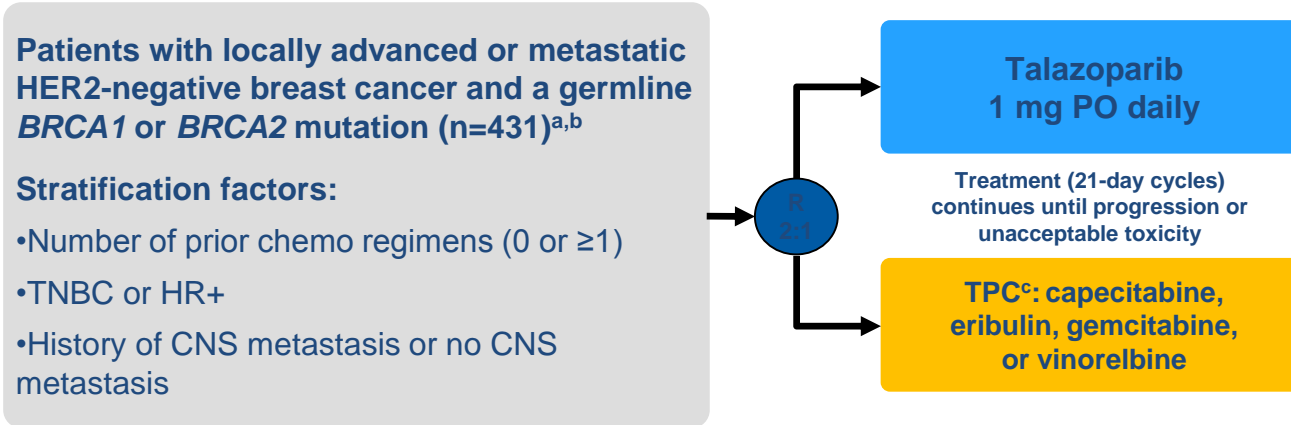 Patients with locally advanced or metastatic
HER2-negative breast cancer and a germline
BRCA1 or BRCA2 mutation (n=431)a,b
Stratification factors:
•Number of prior chemo regimens (0 or ≥1)
•TNBC or HR+
•History of CNS metastasis or no CNS
metastasis
R
2:1
Talazoparib
1 mg PO daily
Treatment (21-day cycles)
continues until progression or
unacceptable toxicity
TPCc: capecitabine,
eribulin, gemcitabine,
or vinorelbine